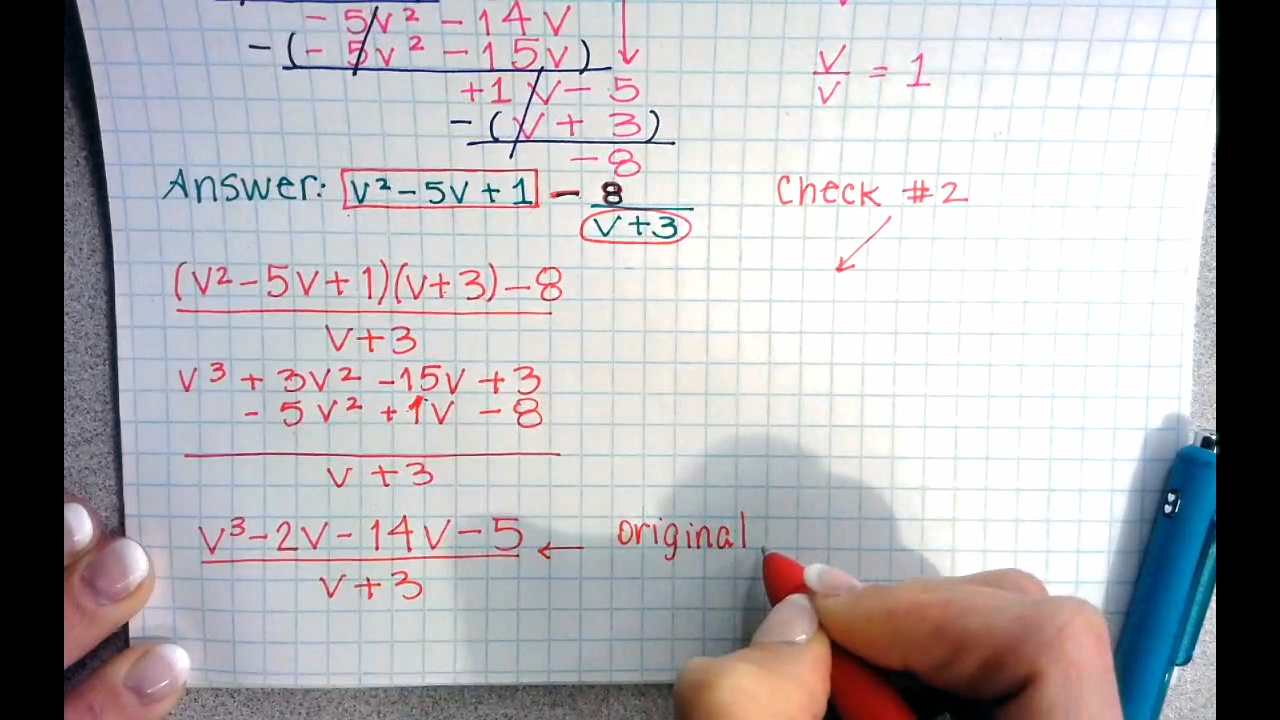 - 5v² - 14v
-(- 5v² - 15v)
+1v - 5
-(v + 3)
- 8
v/v = 1
Answer: v² - 5v + 1 - 8/v+3
Check #2
(v² - 5v + 1)(v + 3) - 8
v + 3
v³ + 3v² - 15v + 3
- 5v² + 1v - 8
v + 3
v³ - 2v - 14v - 5 ← original
v + 3